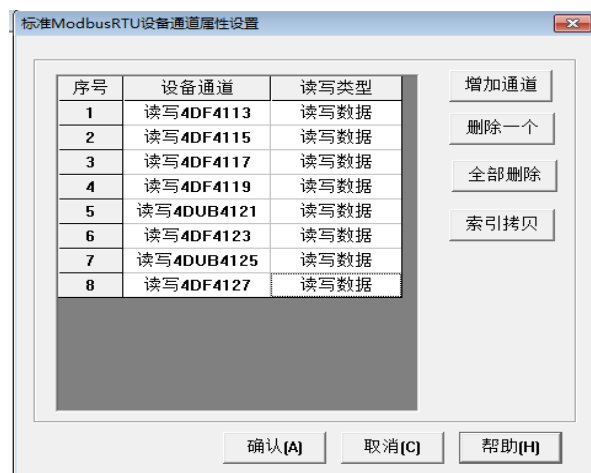 标准ModbusRTU设备通道属性设置
序号 设备通道 读写类型
1 读写4DF4113 读写数据
2 读写4DF4115 读写数据
3 读写4DF4117 读写数据
4 读写4DF4119 读写数据
5 读写4DUB4121 读写数据
6 读写4DF4123 读写数据
7 读写4DUB4125 读写数据
8 读写4DF4127 读写数据
增加通道
删除一个
全部删除
索引拷贝
确认(A) 取消(C) 帮助(H)